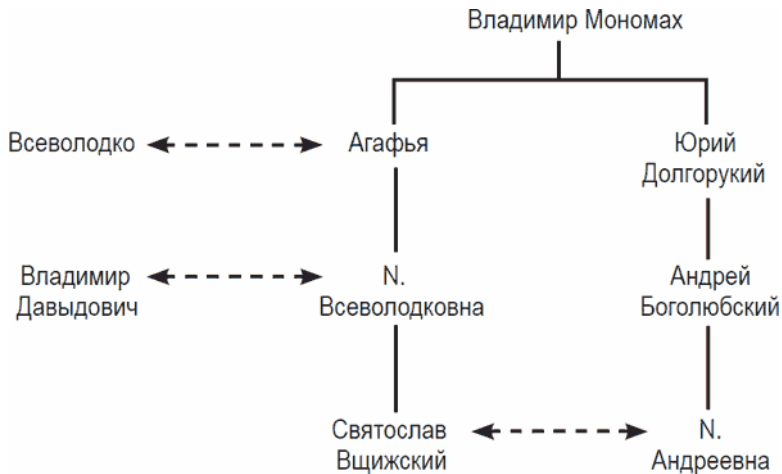 Владимир Мономах
Всеволодко
Агафья
Юрий
Долгорукий
Владимир
Давыдович
N.
Всеволодковна
Андрей
Боголюбский
Святослав
Вщижский
N.
Андреевна